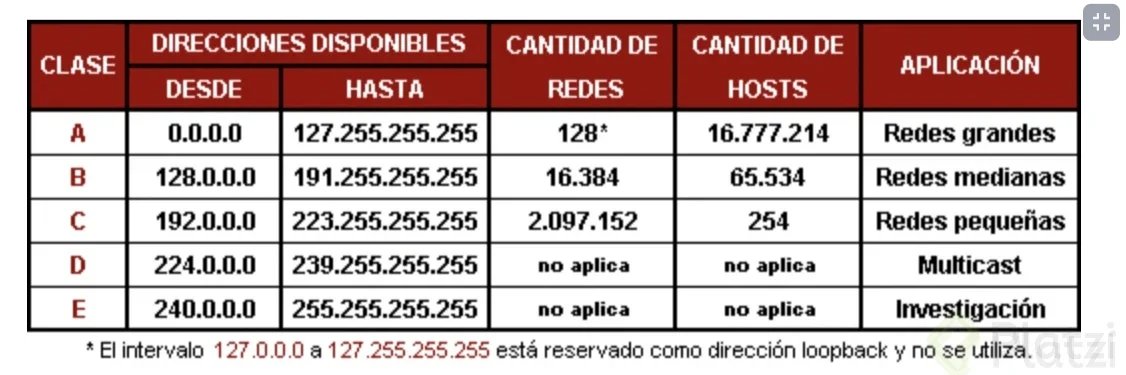 CLASE DIRECCIONES DISPONIBLES CANTIDAD DE REDES CANTIDAD DE HOSTS APLICACIÓN
DESDE HASTA
A 0.0.0.0 127.255.255.255 128* 16.777.214 Redes grandes
B 128.0.0.0 191.255.255.255 16.384 65.534 Redes medianas
C 192.0.0.0 223.255.255.255 2.097.152 254 Redes pequeñas
D 224.0.0.0 239.255.255.255 no aplica no aplica Multicast
E 240.0.0.0 255.255.255.255 no aplica no aplica Investigación
* El intervalo 127.0.0.0 a 127.255.255.255 está reservado como dirección loopback y no se utiliza.
Platzi